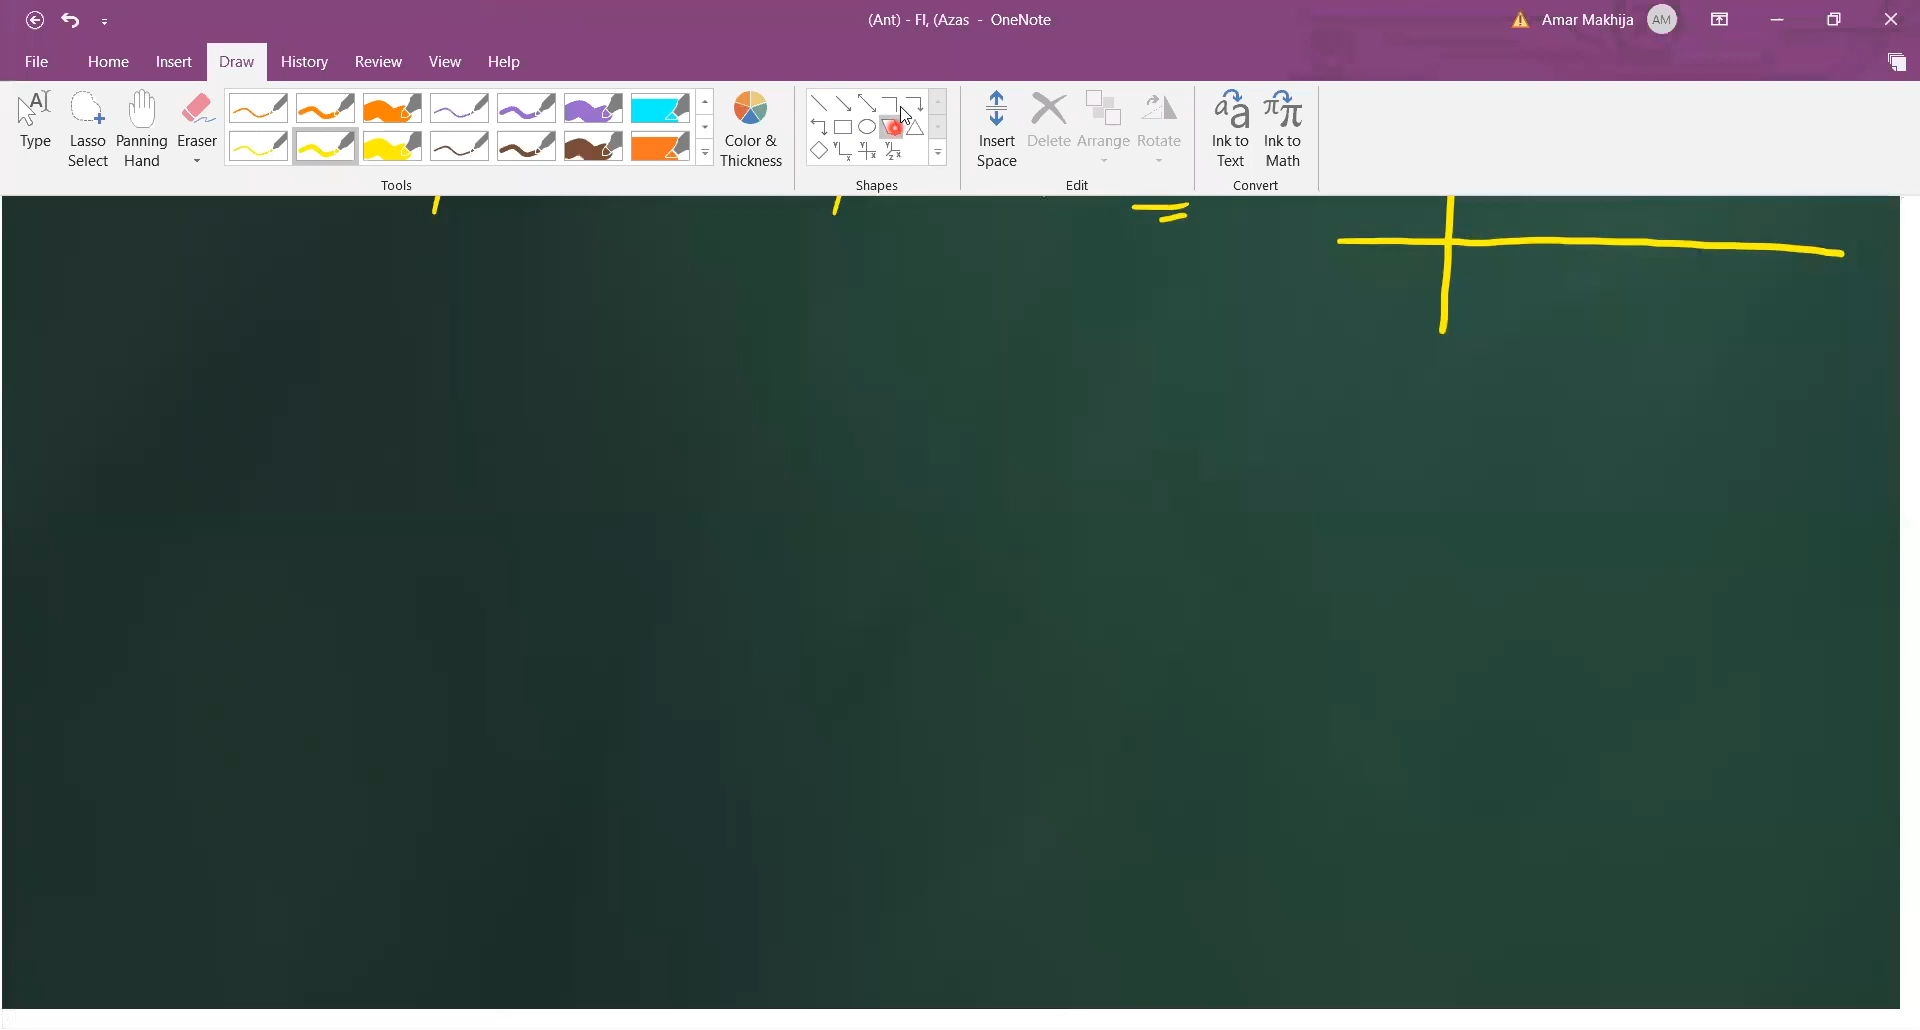 (Ant) - FI, (Azas - OneNote
Amar Makhija AM
File Home Insert Draw History Review View Help
Type
Lasso Select
Panning Hand
Eraser
Color & Thickness
Insert Space
Delete
Arrange
Rotate
Ink to Text
Ink to Math
Tools Shapes Edit Convert